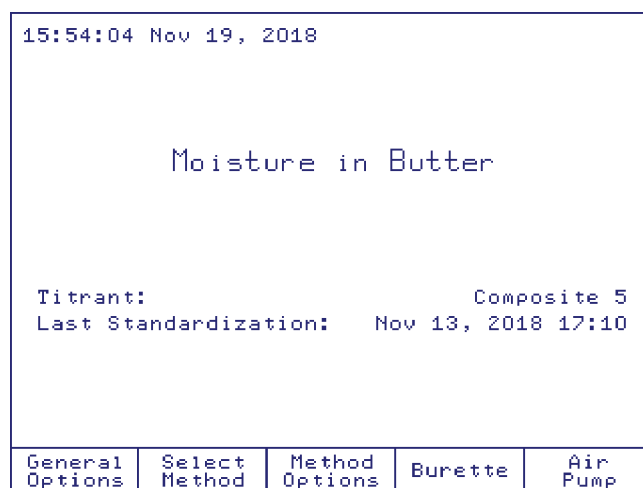 15:54:04 Nov 19, 2018
Moisture in Butter
Titrant: Composite 5
Last Standardization: Nov 13, 2018 17:10
General Options
Select Method
Method Options
Burette
Air Pump